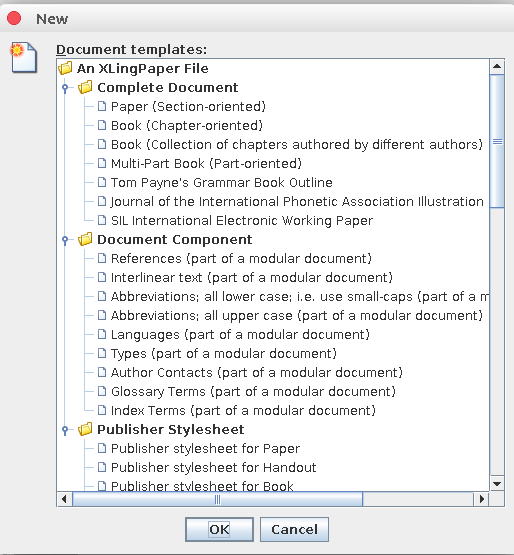 New
Document templates:
An XLingPaper File
Complete Document
Paper (Section-oriented)
Book (Chapter-oriented)
Book (Collection of chapters authored by different authors)
Multi-Part Book (Part-oriented)
Tom Payne's Grammar Book Outline
Journal of the International Phonetic Association Illustration
SIL International Electronic Working Paper
Document Component
References (part of a modular document)
Interlinear text (part of a modular document)
Abbreviations; all lower case; i.e. use small-caps (part of a m
Abbreviations; all upper case (part of a modular document)
Languages (part of a modular document)
Types (part of a modular document)
Author Contacts (part of a modular document)
Glossary Terms (part of a modular document)
Index Terms (part of a modular document)
Publisher Stylesheet
Publisher stylesheet for Paper
Publisher stylesheet for Handout
Publisher stylesheet for Book
OK
Cancel